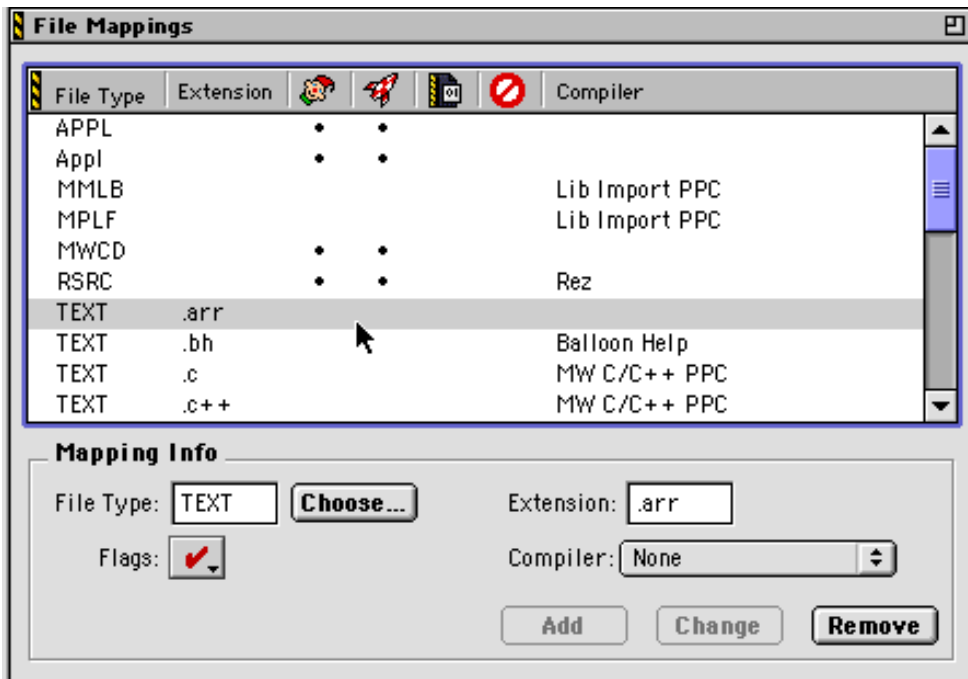 File Mappings
File Type Extension Compiler
APPL • •
Appl • •
MMLB Lib Import PPC
MPLF Lib Import PPC
MWCD • •
RSRC • • Rez
TEXT .arr
TEXT .bh Balloon Help
TEXT .c MW C/C++ PPC
TEXT .c++ MW C/C++ PPC
Mapping Info
File Type: TEXT Choose... Extension: .arr
Flags: Compiler: None
Add Change Remove